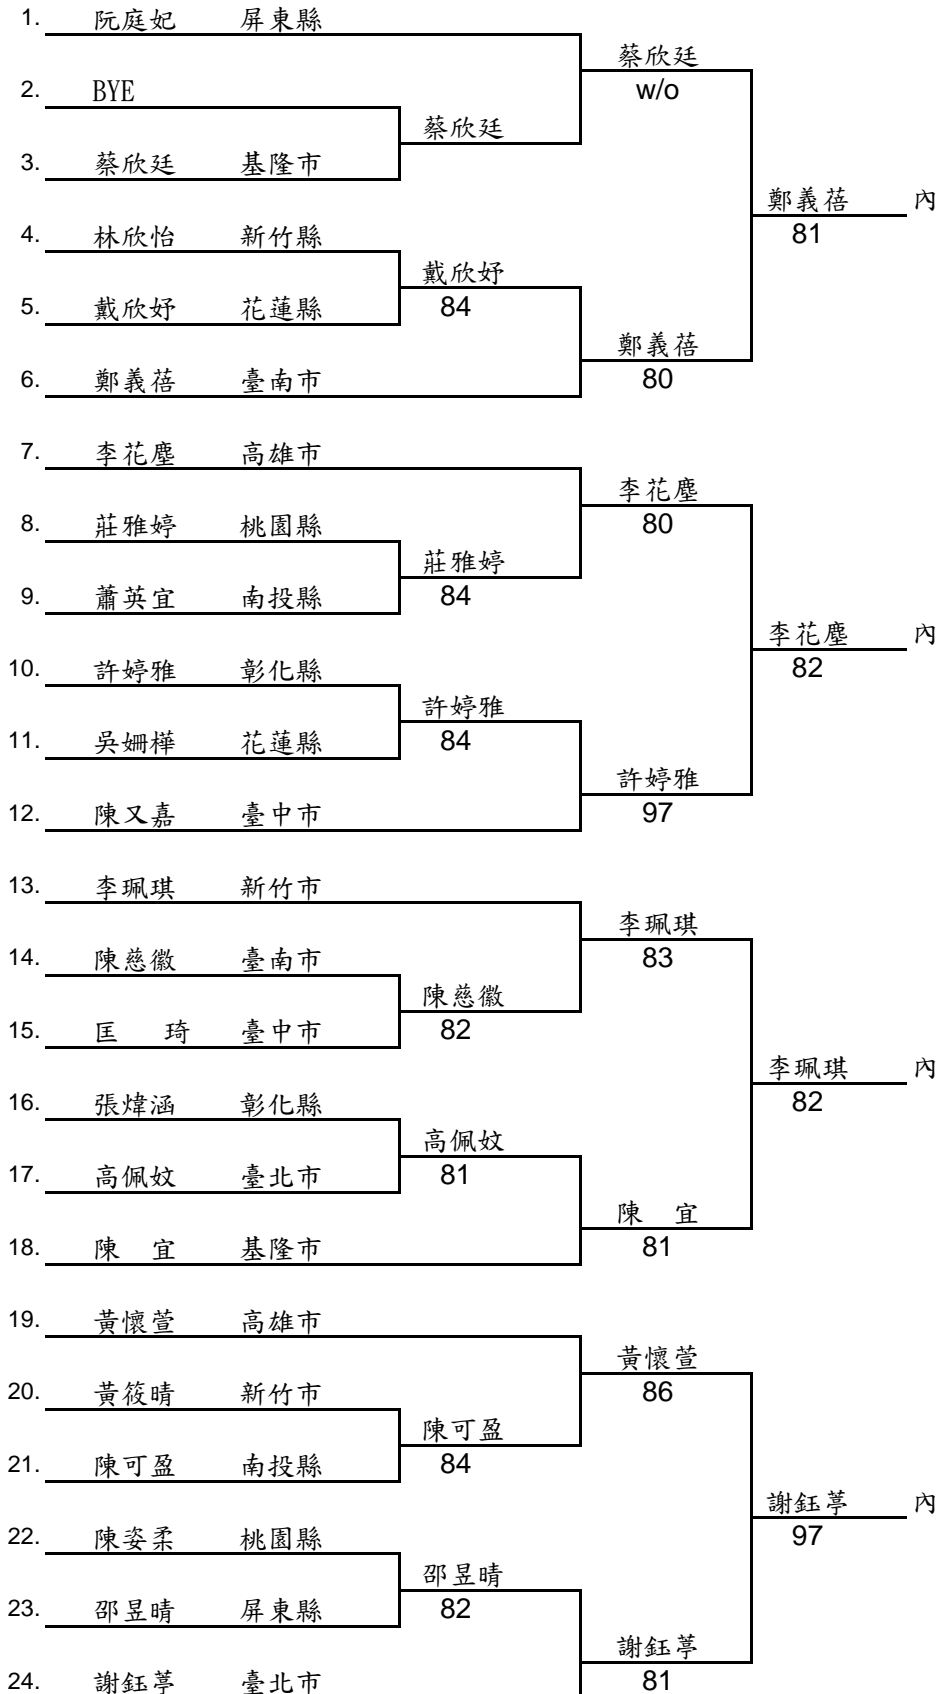 1. 阮庭妃 屏東縣
蔡欣廷
2. BYE w/o
蔡欣廷
3. 蔡欣廷 基隆市
鄭義蓓 內
4. 林欣怡 新竹縣 81
戴欣妤
5. 戴欣妤 花蓮縣 84
鄭義蓓
6. 鄭義蓓 臺南市 80
7. 李花塵 高雄市
李花塵
8. 莊雅婷 桃園縣 80
莊雅婷
9. 蕭英宜 南投縣 84
李花塵 內
10. 許婷雅 彰化縣 82
許婷雅
11. 吳姍樺 花蓮縣 84
許婷雅
12. 陳又嘉 臺中市 97
13. 李珮琪 新竹市
李珮琪
14. 陳慈徽 臺南市 83
陳慈徽
15. 匡 琦 臺中市 82
李珮琪 內
16. 張煒涵 彰化縣 82
高佩妏
17. 高佩妏 臺北市 81
陳 宜
18. 陳 宜 基隆市 81
19. 黃懷萱 高雄市
黃懷萱
20. 黃筱晴 新竹市 86
陳可盈
21. 陳可盈 南投縣 84
謝鈺葶 內
22. 陳姿柔 桃園縣 97
邵昱晴
23. 邵昱晴 屏東縣 82
謝鈺葶
24. 謝鈺葶 臺北市 81